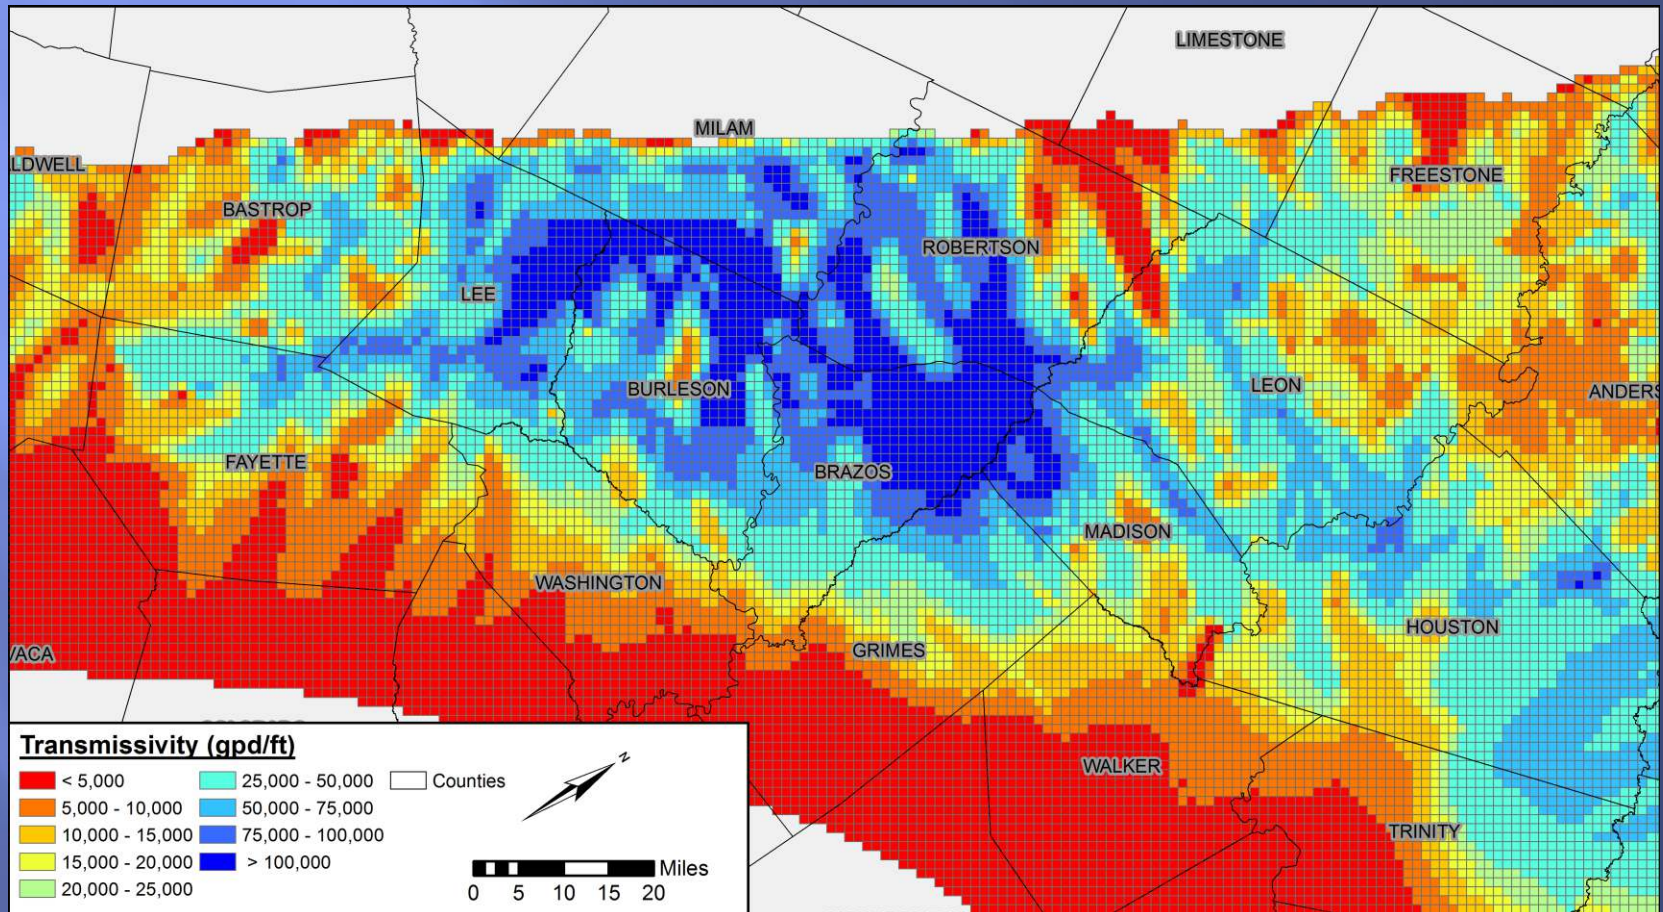 LIMESTONE
MILAM
LDWELL
FREESTONE
BASTROP
ROBERTSON
LEE
BURLESON
LEON
ANDERS
FAYETTE
BRAZOS
MADISON
WASHINGTON
HOUSTON
GRIMES
VACA
WALKER
TRINITY
Transmissivity (gpd/ft)
< 5,000
5,000 - 10,000
10,000 - 15,000
15,000 - 20,000
20,000 - 25,000
25,000 - 50,000
50,000 - 75,000
75,000 - 100,000
> 100,000
Counties
N
Miles
0 5 10 15 20